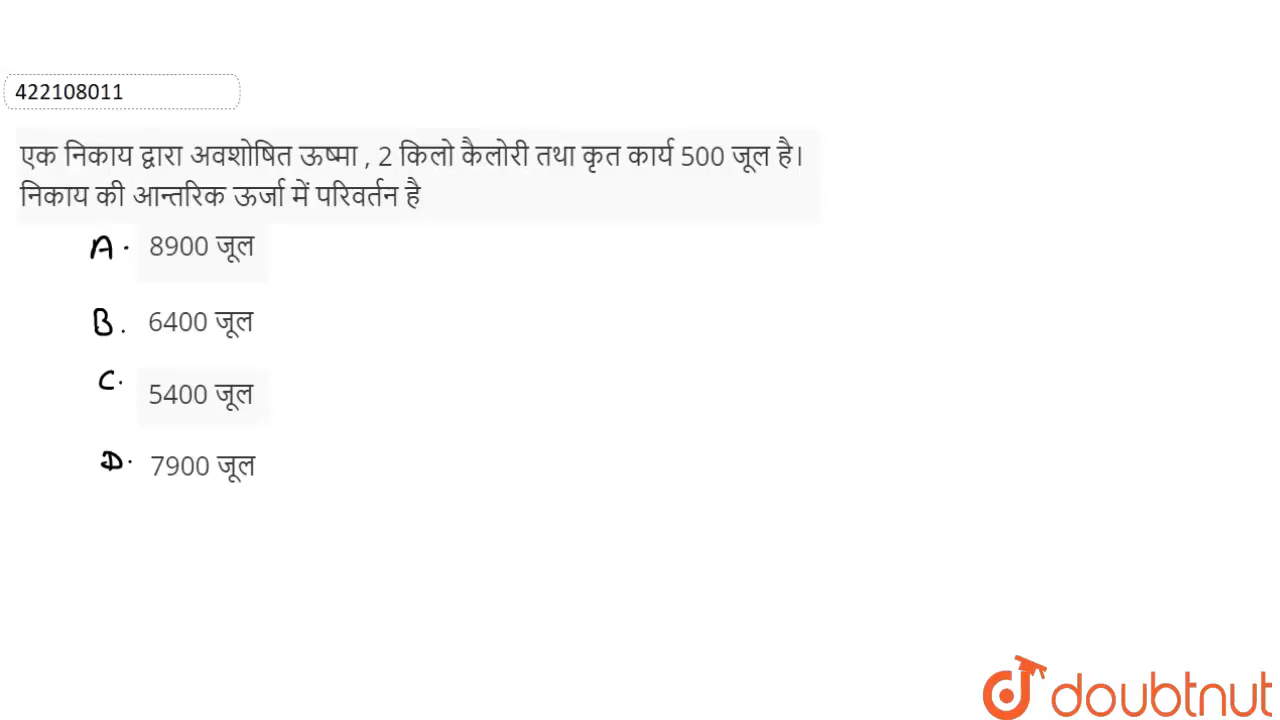 422108011
एक निकाय द्वारा अवशोषित ऊष्मा , 2 किलो कैलोरी तथा कृत कार्य 500 जूल है।
निकाय की आन्तरिक ऊर्जा में परिवर्तन है
A. 8900 जूल
B. 6400 जूल
C. 5400 जूल
D. 7900 जूल
doubtnut